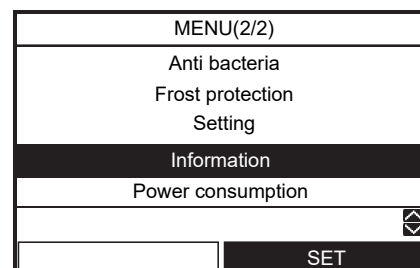 MENU(2/2)
Anti bacteria
Frost protection
Setting
Information
Power consumption
SET